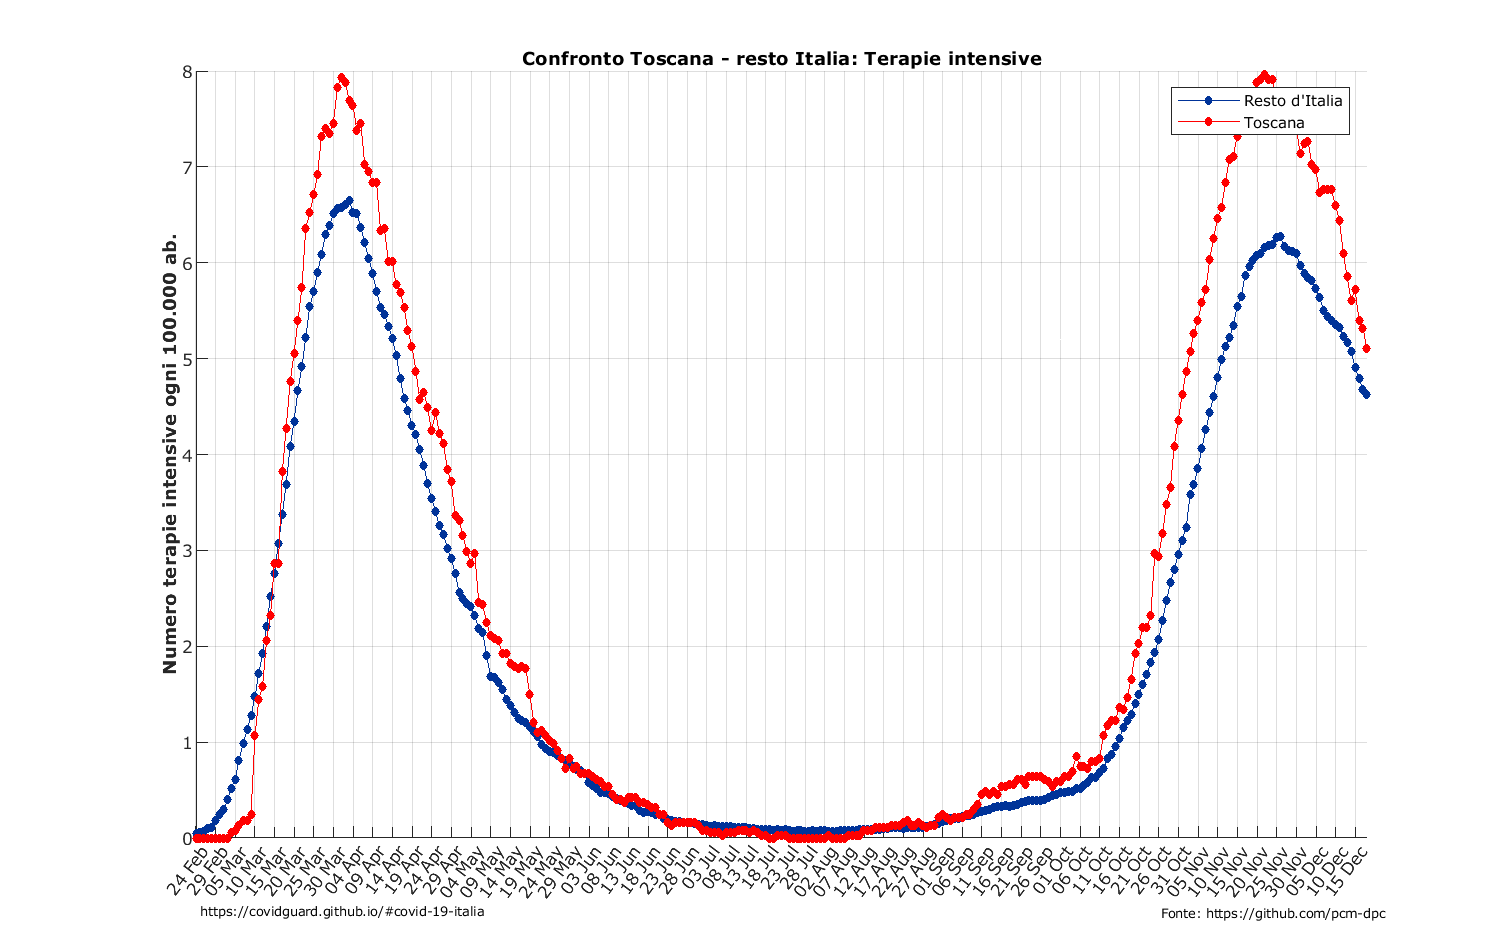 Confronto Toscana - resto Italia: Terapie intensive
Resto d'Italia
Toscana
Numero terapie intensive ogni 100.000 ab.
8
7
6
5
4
3
2
1
0
24 Feb
29 Feb
05 Mar
10 Mar
15 Mar
20 Mar
25 Mar
30 Mar
04 Apr
09 Apr
14 Apr
19 Apr
24 Apr
29 Apr
04 May
09 May
14 May
19 May
24 May
29 May
03 Jun
08 Jun
13 Jun
18 Jun
23 Jun
28 Jun
03 Jul
08 Jul
13 Jul
18 Jul
23 Jul
28 Jul
02 Aug
07 Aug
12 Aug
17 Aug
22 Aug
27 Aug
01 Sep
06 Sep
11 Sep
16 Sep
21 Sep
26 Sep
01 Oct
06 Oct
11 Oct
16 Oct
21 Oct
26 Oct
31 Oct
05 Nov
10 Nov
15 Nov
20 Nov
25 Nov
30 Nov
05 Dec
10 Dec
15 Dec
https://covidguard.github.io/#covid-19-italia
Fonte: https://github.com/pcm-dpc